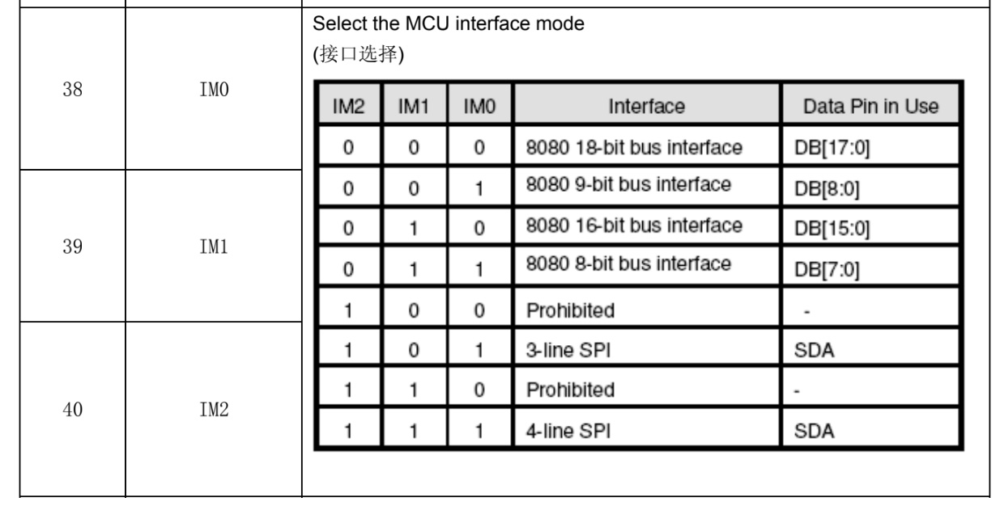 Select the MCU interface mode
(接口选择)
38 IM0
IM2 IM1 IM0 Interface Data Pin in Use
0 0 0 8080 18-bit bus interface DB[17:0]
0 0 1 8080 9-bit bus interface DB[8:0]
0 1 0 8080 16-bit bus interface DB[15:0]
39 IM1
0 1 1 8080 8-bit bus interface DB[7:0]
1 0 0 Prohibited -
1 0 1 3-line SPI SDA
1 1 0 Prohibited -
40 IM2
1 1 1 4-line SPI SDA